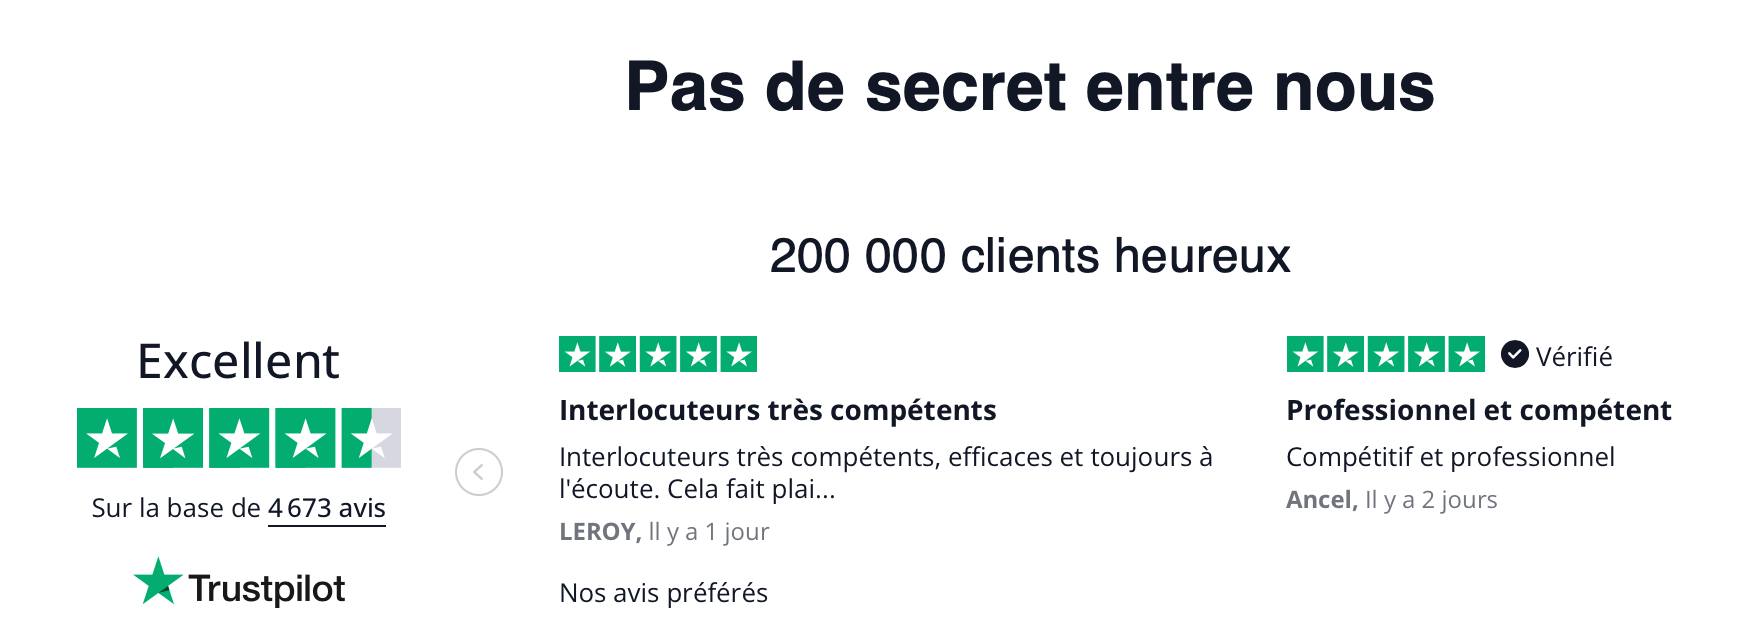 Pas de secret entre nous
200 000 clients heureux
Excellent
Sur la base de 4 673 avis
Trustpilot
Interlocuteurs très compétents
Interlocuteurs très compétents, efficaces et toujours à
l'écoute. Cela fait plai...
LEROY, Il y a 1 jour
Nos avis préférés
Vérifié
Professionnel et compétent
Compétitif et professionnel
Ancel, Il y a 2 jours